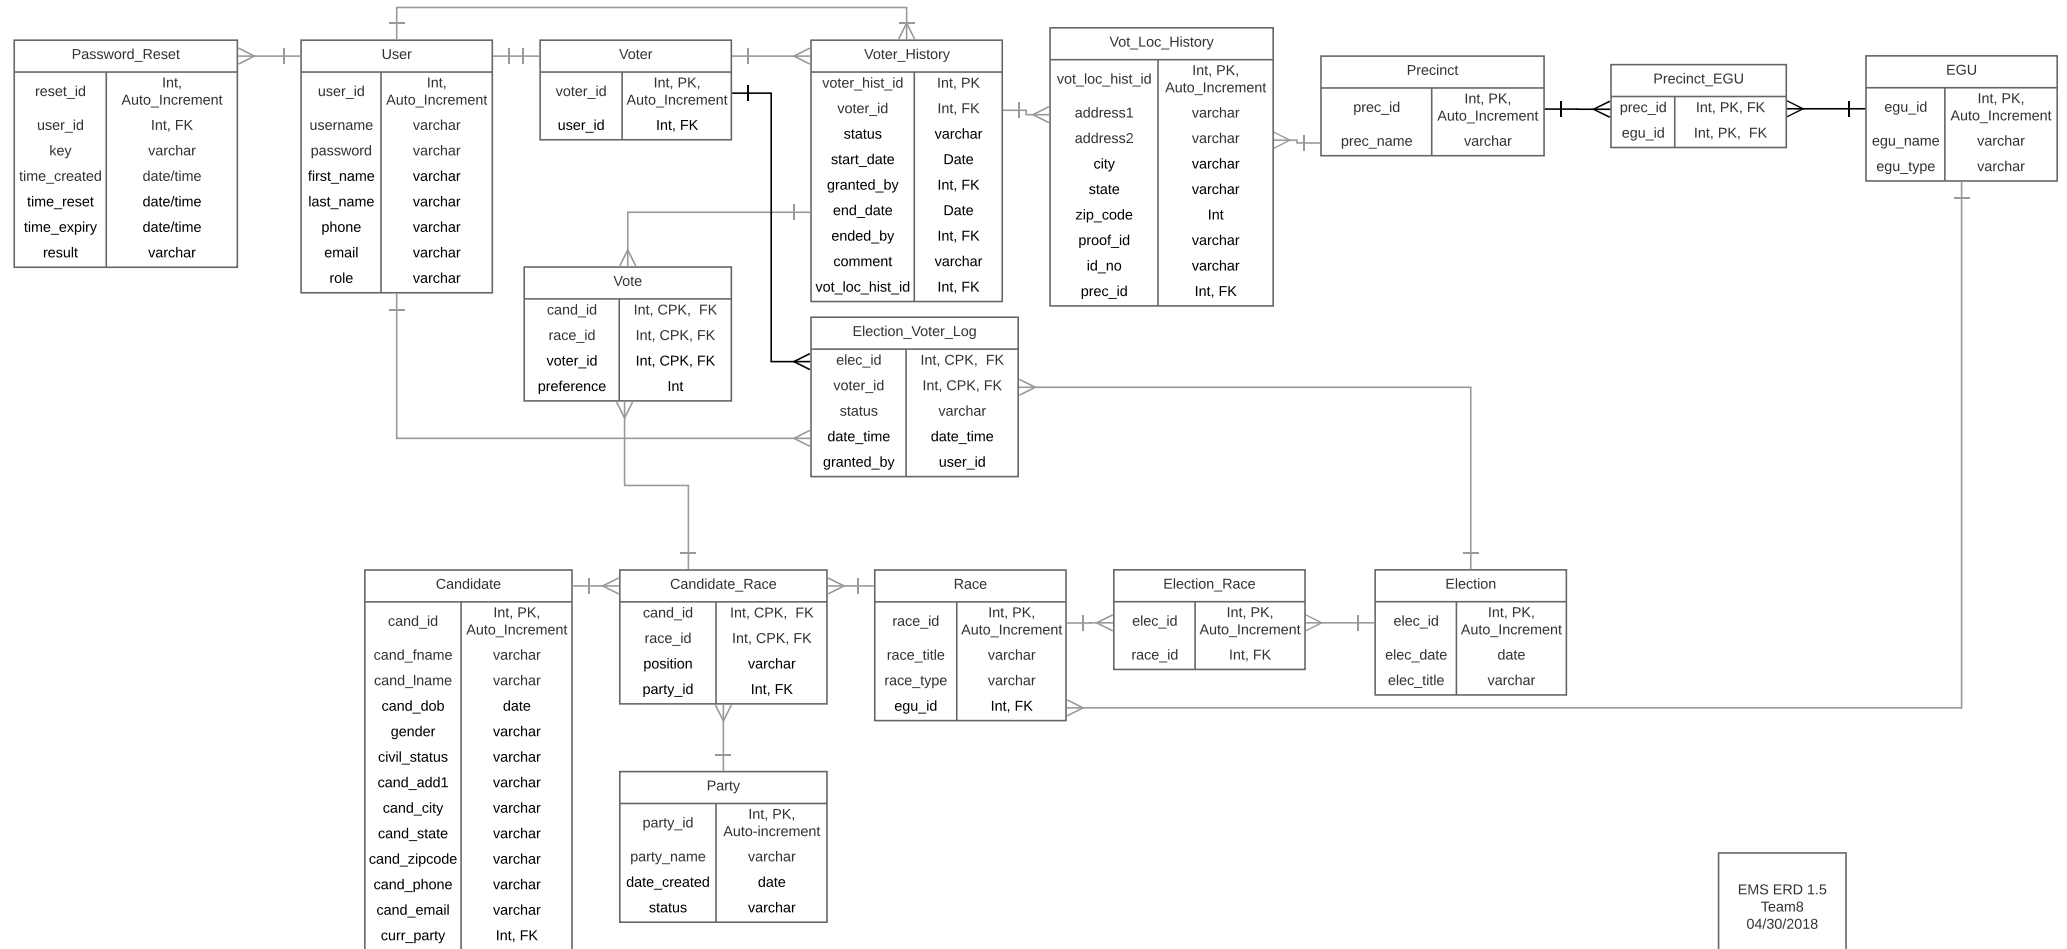 Password_Reset
reset_id Int,
Auto_Increment
user_id Int, FK
key varchar
time_created date/time
time_reset date/time
time_expiry date/time
result varchar
User
user_id Int,
Auto_Increment
username varchar
password varchar
first_name varchar
last_name varchar
phone varchar
email varchar
role varchar
Voter
voter_id Int, PK,
Auto_Increment
user_id Int, FK
Voter_History
voter_hist_id Int, PK
voter_id Int, FK
status varchar
start_date Date
granted_by Int, FK
end_date Date
ended_by Int, FK
comment varchar
vot_loc_hist_id Int, FK
Vot_Loc_History
vot_loc_hist_id Int, PK,
Auto_Increment
address1 varchar
address2 varchar
city varchar
state varchar
zip_code Int
proof_id varchar
id_no varchar
prec_id Int, FK
Precinct
prec_id Int, PK,
Auto_Increment
prec_name varchar
Precinct_EGU
prec_id Int, PK, FK
egu_id Int, PK, FK
EGU
egu_id Int, PK,
Auto_Increment
egu_name varchar
egu_type varchar
Vote
cand_id Int, CPK, FK
race_id Int, CPK, FK
voter_id Int, CPK, FK
preference Int
Election_Voter_Log
elec_id Int, CPK, FK
voter_id Int, CPK, FK
status varchar
date_time date_time
granted_by user_id
Candidate
cand_id Int, PK,
Auto_Increment
cand_fname varchar
cand_lname varchar
cand_dob date
gender varchar
civil_status varchar
cand_add1 varchar
cand_city varchar
cand_state varchar
cand_zipcode varchar
cand_phone varchar
cand_email varchar
curr_party Int, FK
Candidate_Race
cand_id Int, CPK, FK
race_id Int, CPK, FK
position varchar
party_id Int, FK
Race
race_id Int, PK,
Auto_Increment
race_title varchar
race_type varchar
egu_id Int, FK
Election_Race
elec_id Int, PK,
Auto_Increment
race_id Int, FK
Election
elec_id Int, PK,
Auto_Increment
elec_date date
elec_title varchar
Party
party_id Int, PK,
Auto-increment
party_name varchar
date_created date
status varchar
EMS ERD 1.5
Team8
04/30/2018